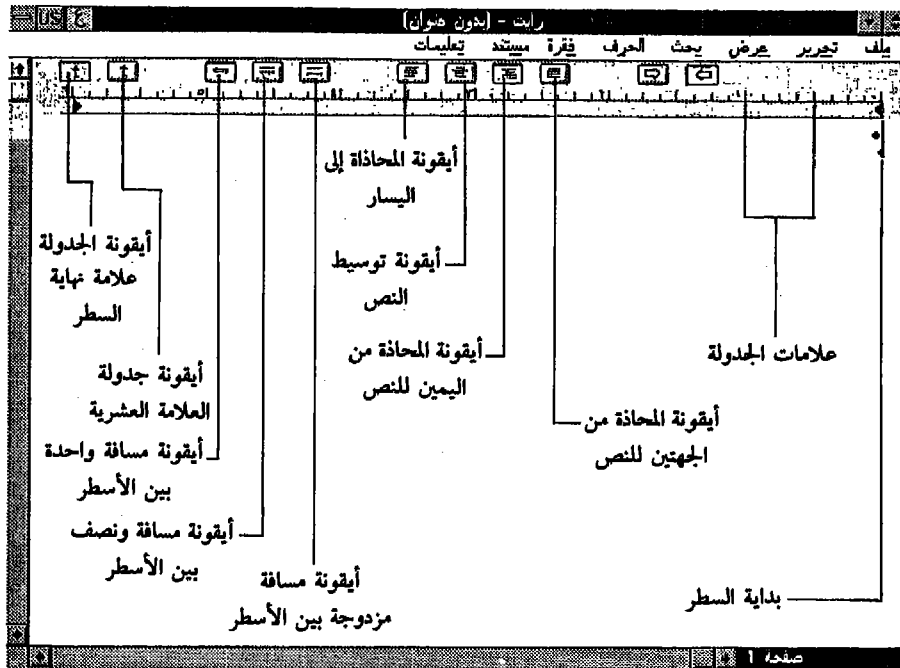 رايت - (بدون عنوان)
ع US
ملف تحرير عرض بحث الحرف فقرة مستند تعليمات
أيقونة المحاذاة إلى
اليسار
أيقونة الجدولة
علامة نهاية
السطر
أيقونة توسيط
النص
علامات الجدولة
أيقونة المحاذة من
اليمين للنص
أيقونة جدولة
العلامة العشرية
أيقونة المحاذة من
الجهتين للنص
أيقونة مسافة واحدة
بين الأسطر
أيقونة مسافة ونصف
بين الأسطر
أيقونة مسافة
مزدوجة بين الأسطر
بداية السطر
صفحة 1